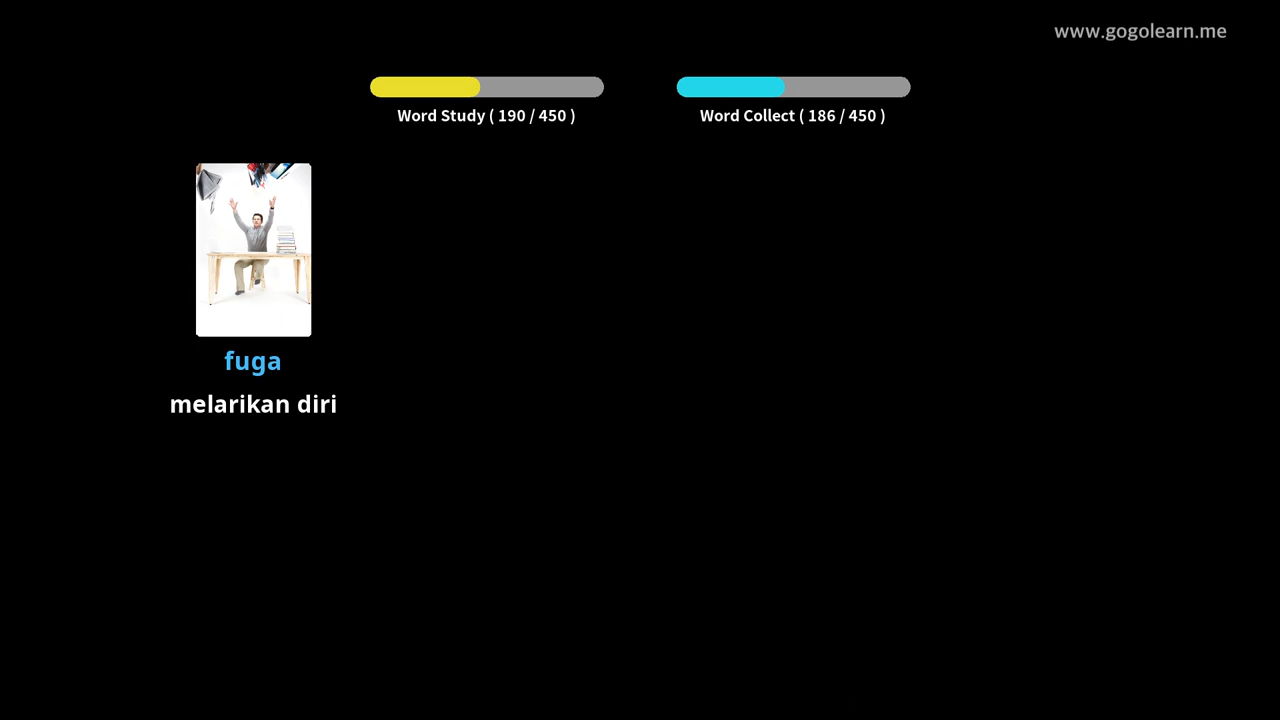 www.gogolearn.me
Word Study ( 190 / 450 )
Word Collect ( 186 / 450 )
fuga
melarikan diri